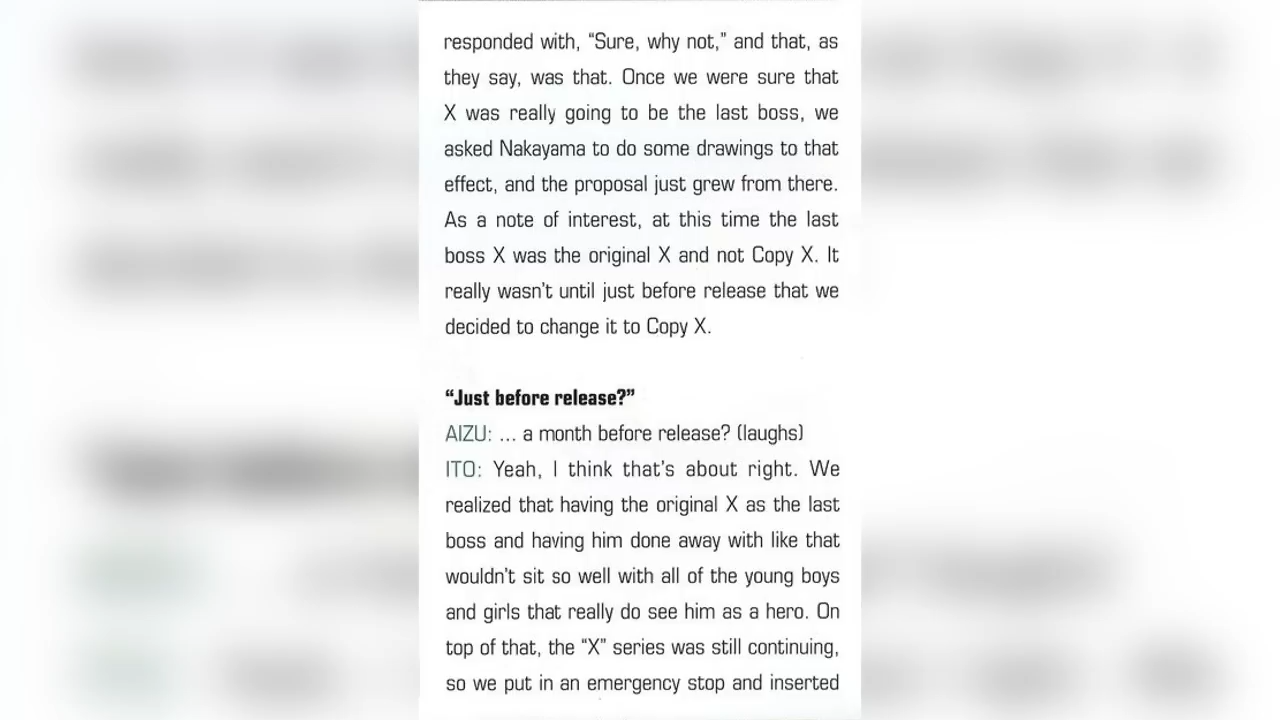 responded with, “Sure, why not,” and that, as
they say, was that. Once we were sure that
X was really going to be the last boss, we
asked Nakayama to do some drawings to that
effect, and the proposal just grew from there.
As a note of interest, at this time the last
boss X was the original X and not Copy X. It
really wasn’t until just before release that we
decided to change it to Copy X.
“Just before release?”
AIZU: ... a month before release? (laughs)
ITO: Yeah, I think that’s about right. We
realized that having the original X as the last
boss and having him done away with like that
wouldn’t sit so well with all of the young boys
and girls that really do see him as a hero. On
top of that, the “X” series was still continuing,
so we put in an emergency stop and inserted